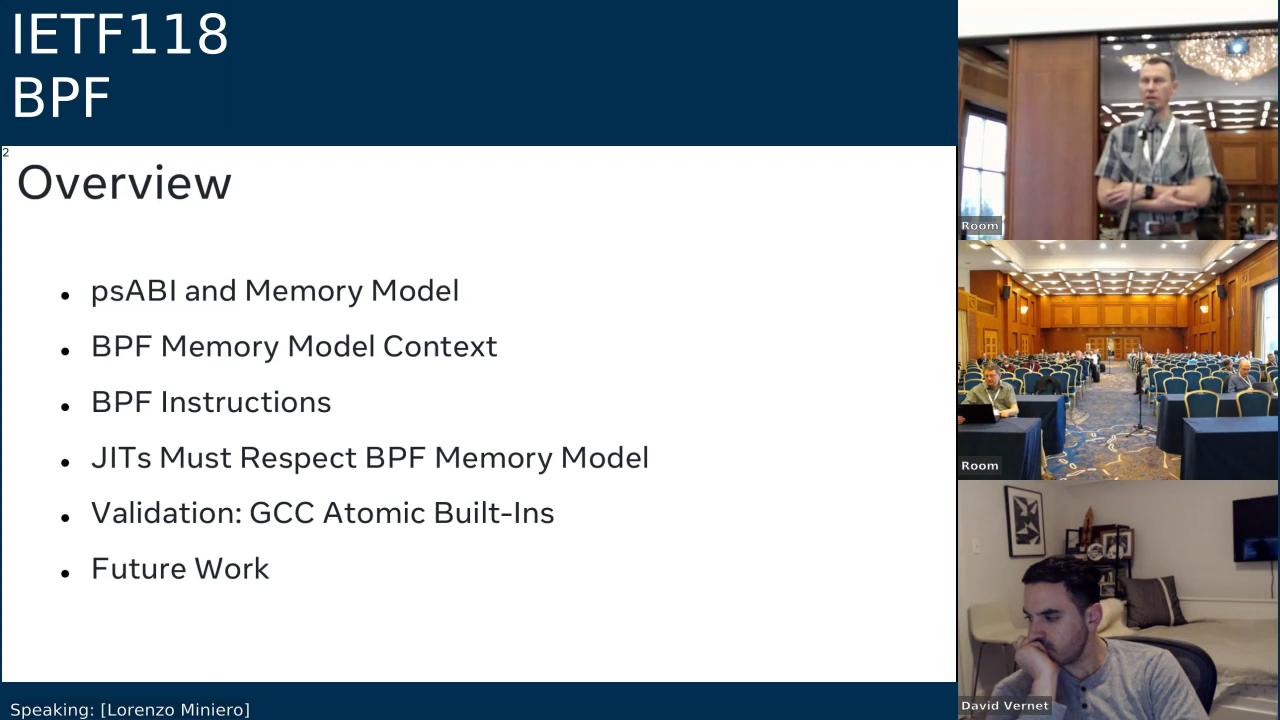 IETF118
BPF
2
Overview
• psABI and Memory Model
• BPF Memory Model Context
• BPF Instructions
• JITs Must Respect BPF Memory Model
• Validation: GCC Atomic Built-Ins
• Future Work
Speaking: [Lorenzo Miniero]
Room
Room
David Vernet